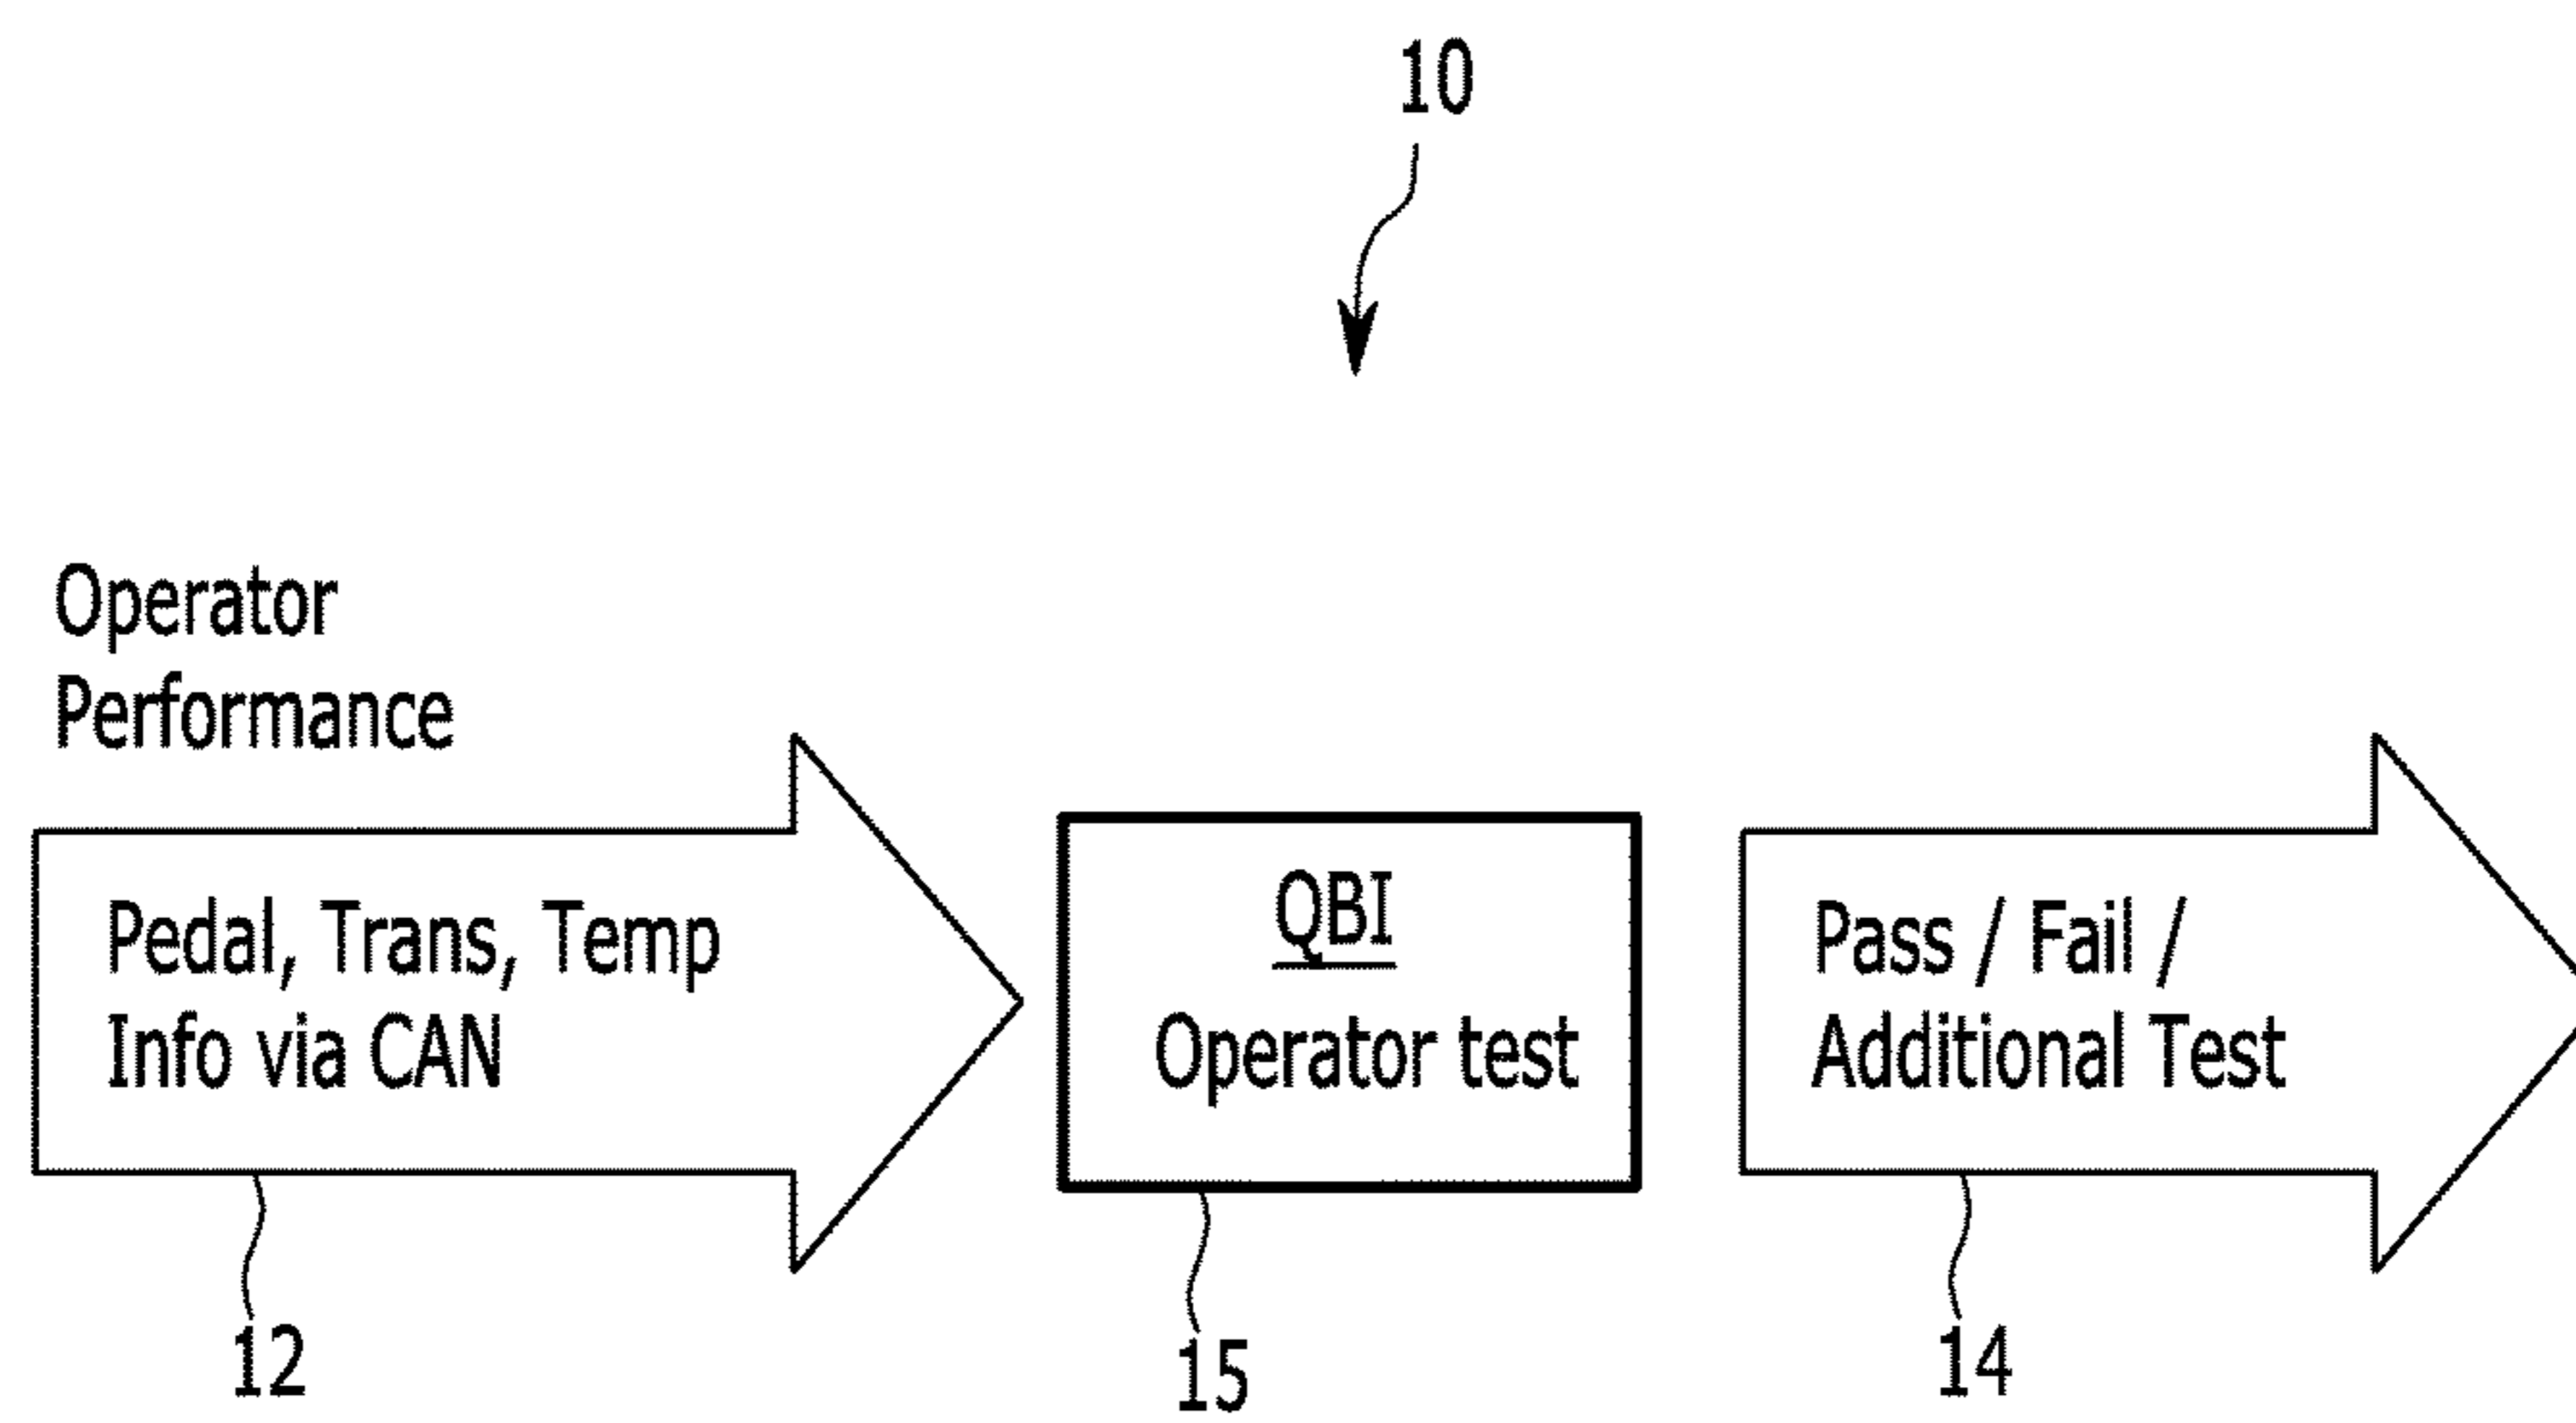 10
Operator
Performance
Pedal, Trans, Temp
Info via CAN
QBI
Operator test
Pass / Fail /
Additional Test
12
15
14